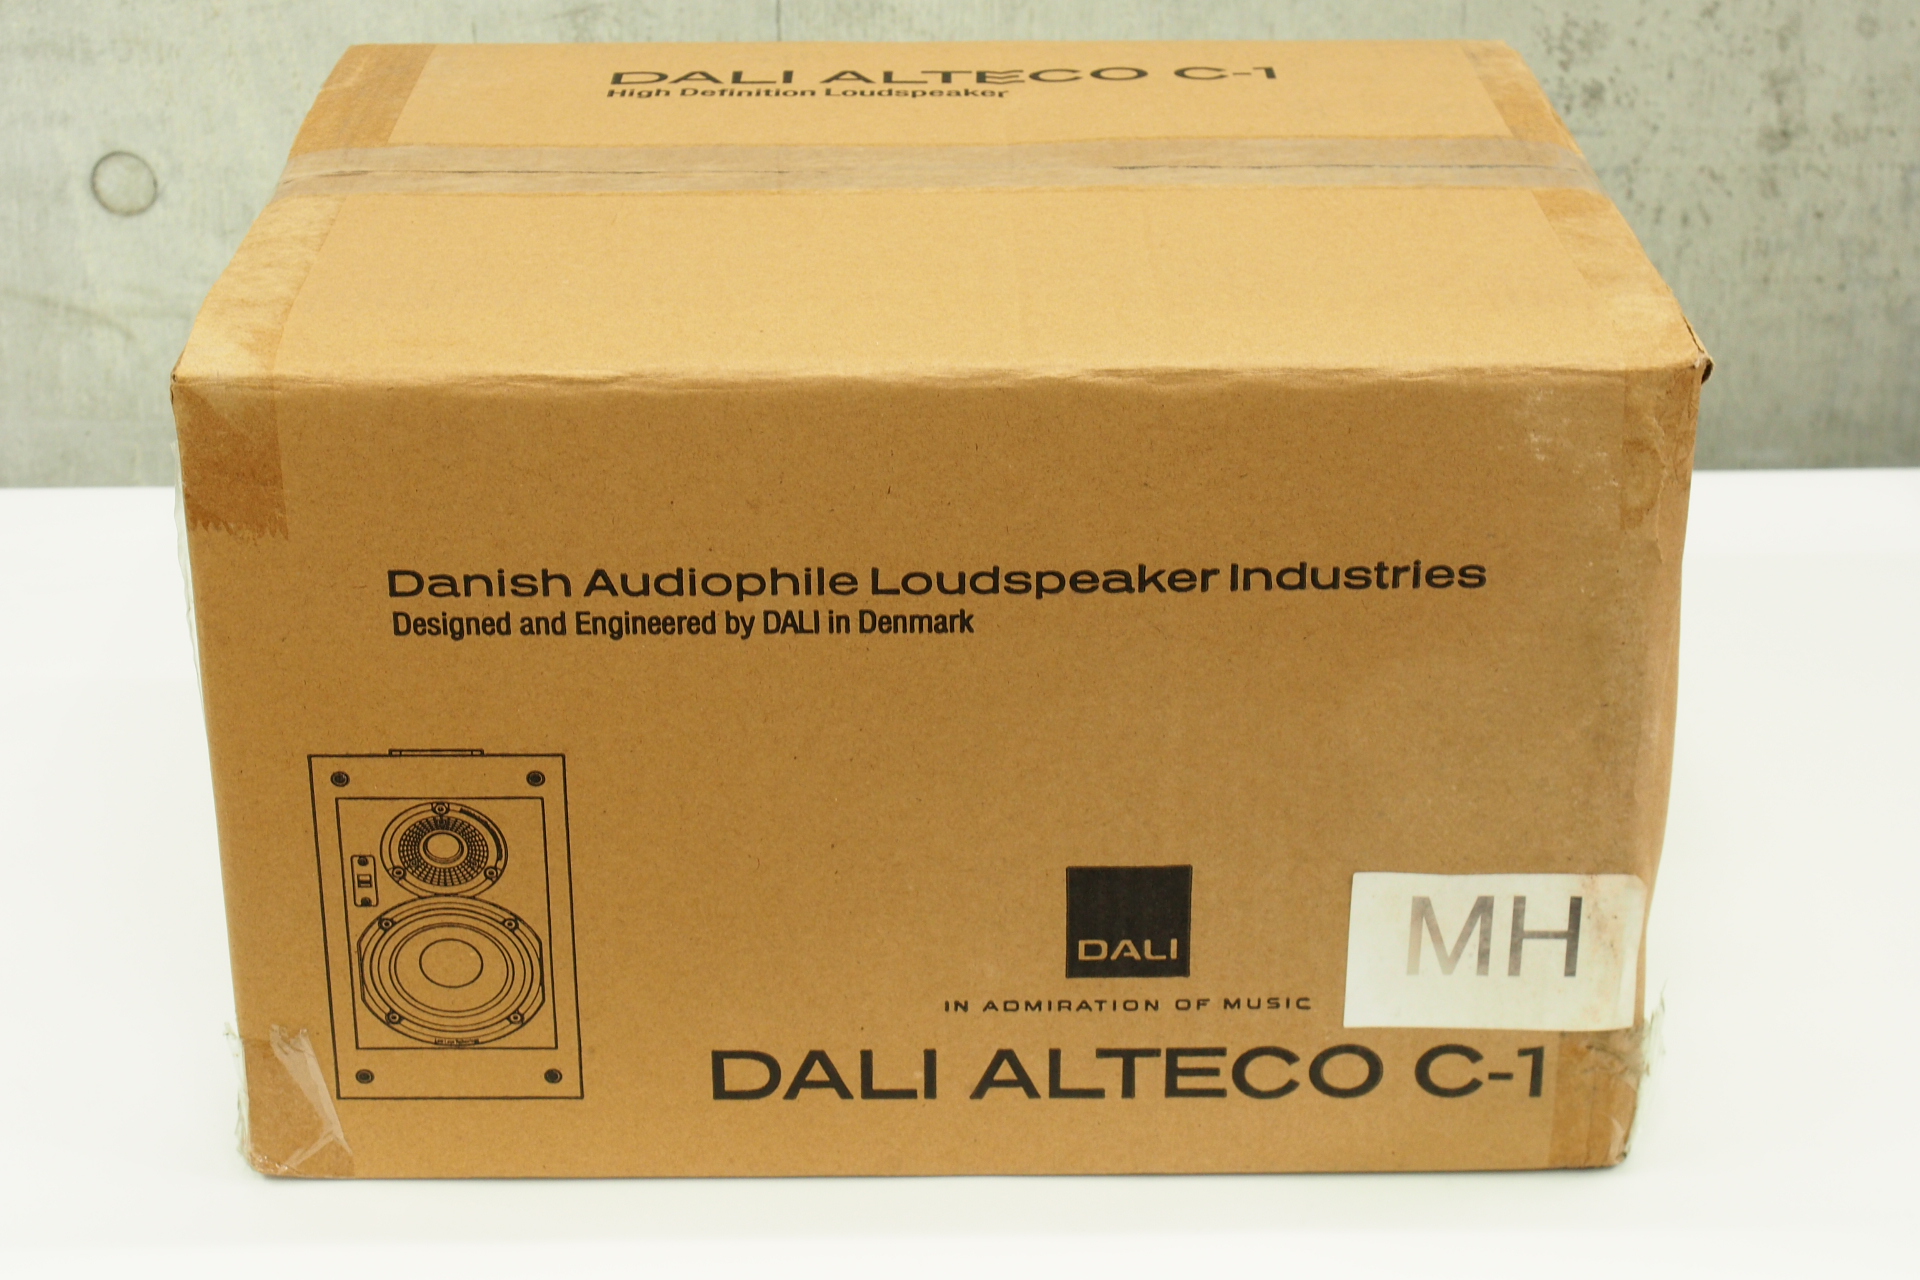 DALI ALTECO C-1
High Definition Loudspeaker
Danish Audiophile Loudspeaker Industries
Designed and Engineered by DALI in Denmark
DALI
IN ADMIRATION OF MUSIC
MH
DALI ALTECO C-1